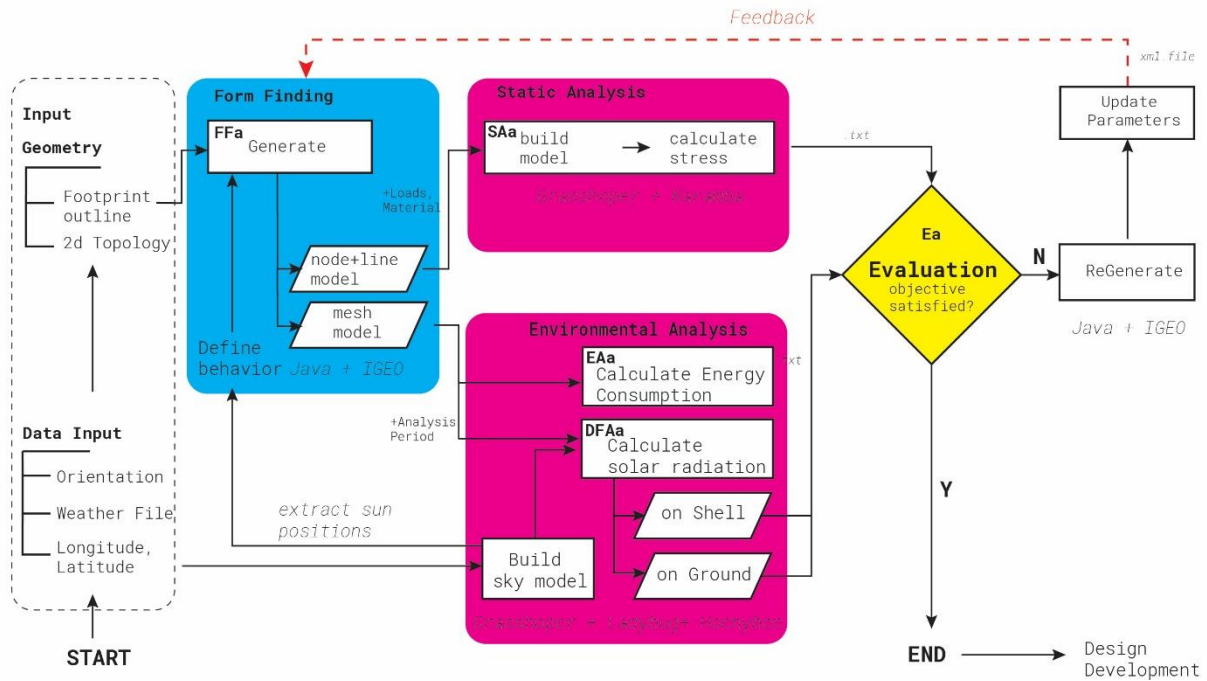 Feedback
xml.file
Input
Geometry
Footprint
outline
2d Topology
Data Input
Orientation
Weather File
Longitude,
Latitude
START
Form Finding
FFa
Generate
node+line
model
mesh
model
Define
behavior
Java + IGEO
+Loads,
Material
Static Analysis
SAa
build
model
calculate
stress
Grasshoper + Karamba
.txt
Environmental Analysis
EAa
Calculate Energy
Consumption
.txt
+Analysis
Period
DFAa
Calculate
solar radiation
on Shell
on Ground
extract sun
positions
Build
sky model
Ea
Evaluation
objective
satisfied?
N
Y
Update
Parameters
ReGenerate
Java + IGEO
END
Design
Development